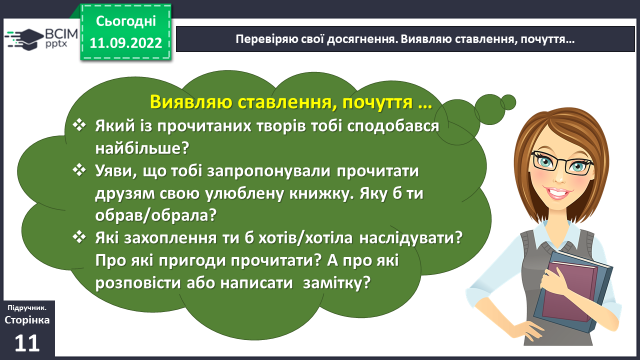 Сьогодні
11.09.2022
ВСІМ
pptx
Перевіряю свої досягнення. Виявляю ставлення, почуття…
Виявляю ставлення, почуття …
Який із прочитаних творів тобі сподобався
найбільше?
Уяви, що тобі запропонували прочитати
друзям свою улюблену книжку. Яку б ти
обрав/обрала?
Які захоплення ти б хотів/хотіла наслідувати?
Про які пригоди прочитати? А про які
розповісти або написати замітку?
Підручник.
Сторінка
11